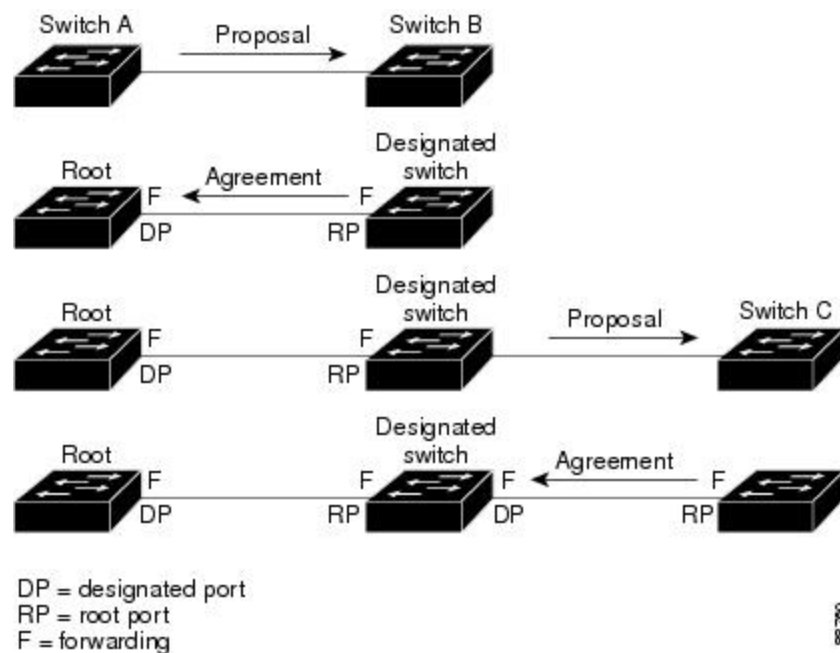 Switch A
Proposal
Switch B
Root
F
Agreement
F
Designated
switch
DP
RP
Root
F
F
Designated
switch
Proposal
Switch C
DP
RP
Root
F
F
Designated
switch
F
Agreement
F
DP
RP
DP
RP
DP = designated port
RP = root port
F = forwarding